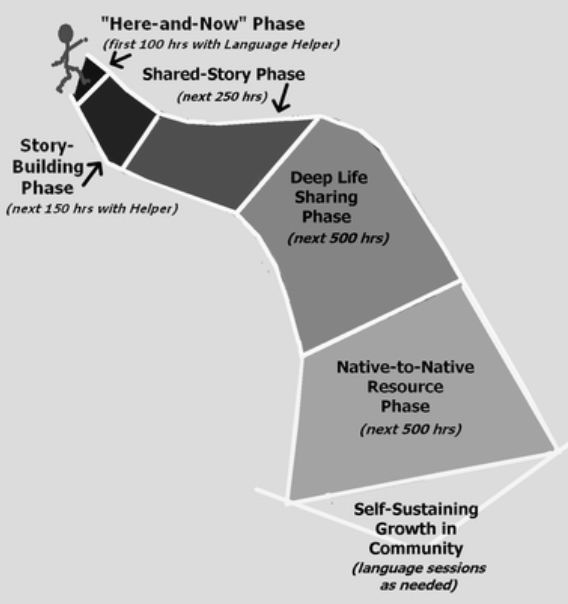 "Here-and-Now" Phase
(first 100 hrs with Language Helper)
Story-
Building
Phase
(next 150 hrs with Helper)
Shared-Story Phase
(next 250 hrs)
Deep Life
Sharing
Phase
(next 500 hrs)
Native-to-Native
Resource
Phase
(next 500 hrs)
Self-Sustaining
Growth in
Community
(language sessions
as needed)